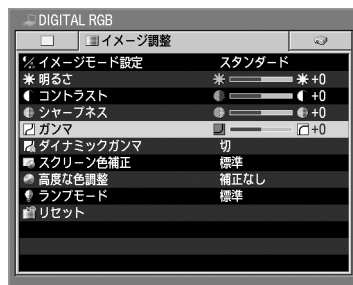 DIGITAL RGB
イメージ調整
イメージモード設定 スタンダード
明るさ +0
コントラスト +0
シャープネス +0
ガンマ +0
ダイナミックガンマ 切
スクリーン色補正 標準
高度な色調整 補正なし
ランプモード 標準
リセット